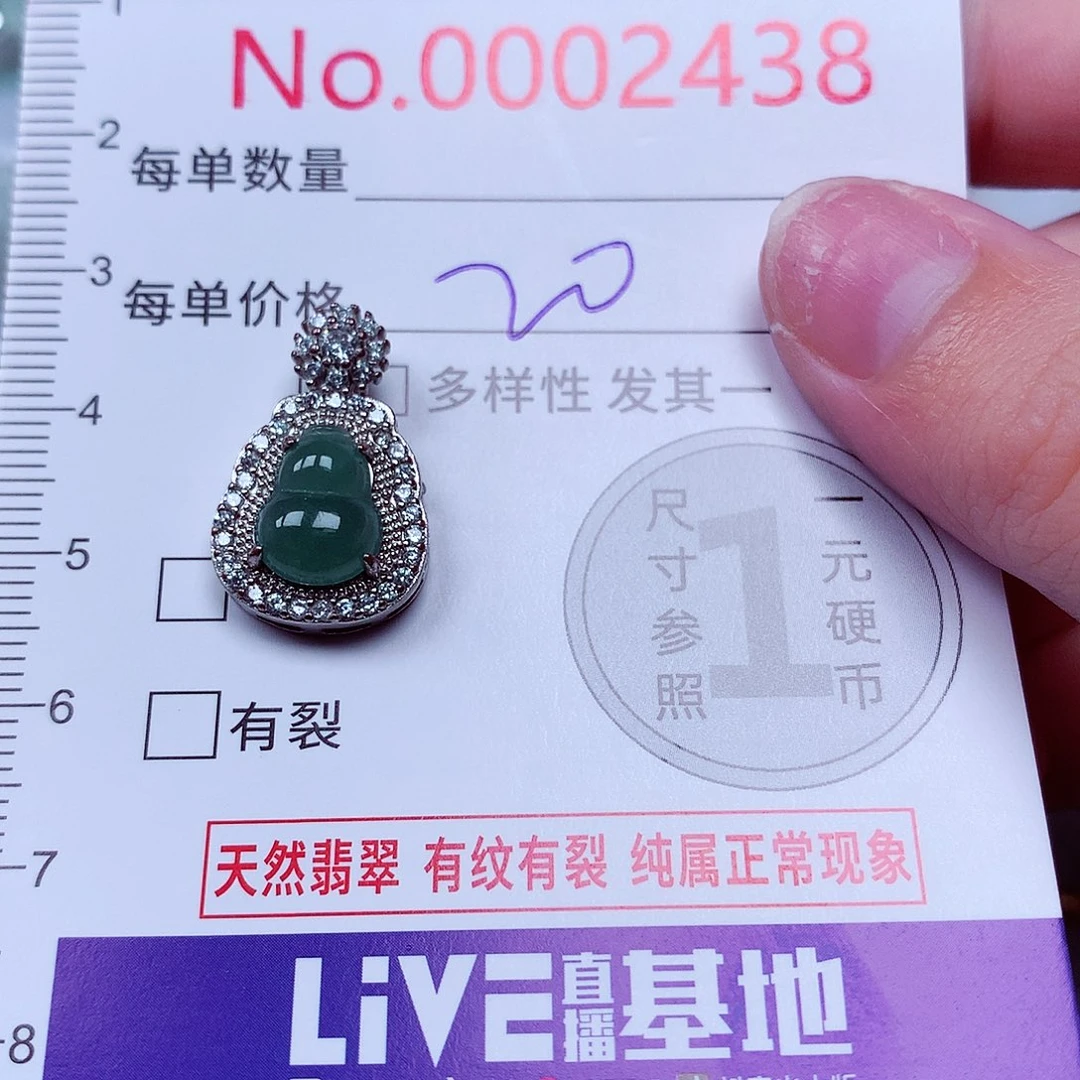 No.0002438
2
每单数量
3
每单价格 20
多样性 发其一
4
尺寸参照
1
一元硬币
5
6
有裂
天然翡翠 有纹有裂 纯属正常现象
7
LiVE直播基地
8